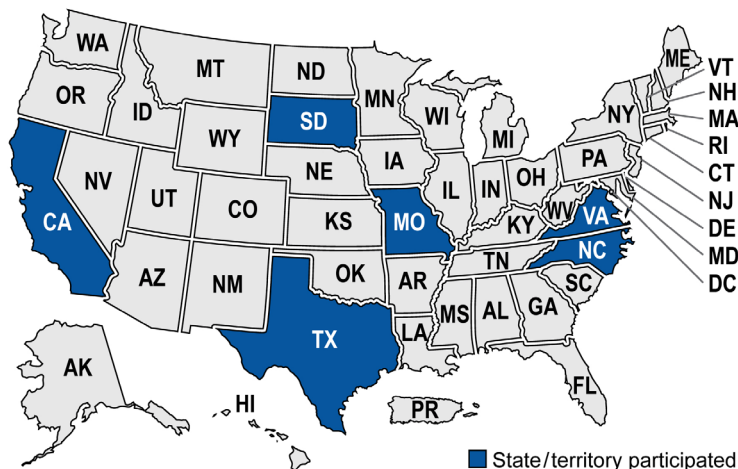 WA
MT
ND
MN
ME
VT
NH
MA
RI
CT
NJ
DE
MD
DC
OR
ID
SD
WI
MI
NY
WY
NE
IA
PA
NV
UT
CO
IL
IN
OH
CA
KS
MO
KY
WV
VA
NC
AZ
NM
OK
AR
TN
SC
TX
LA
MS
AL
GA
FL
AK
HI
PR
State/territory participated